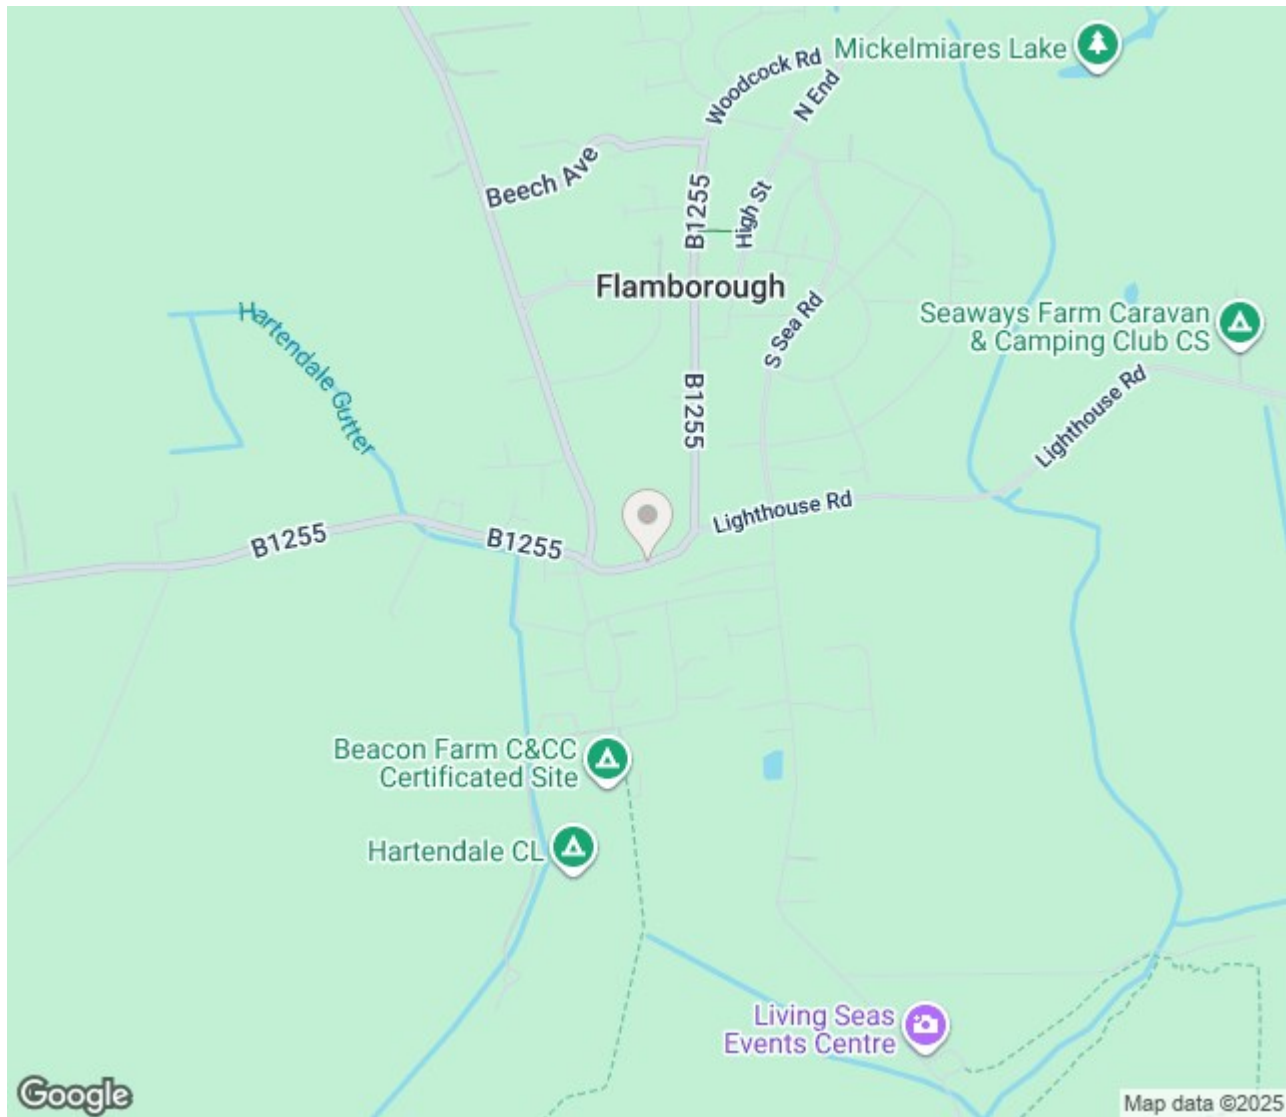 Mickelmiares Lake
Woodcock Rd
N End
Beech Ave
B1255
High St
Flamborough
Hartendale Gutter
S Sea Rd
Seaways Farm Caravan
& Camping Club CS
B1255
Lighthouse Rd
Lighthouse Rd
B1255
B1255
Beacon Farm C&CC
Certificated Site
Hartendale CL
Living Seas
Events Centre
Google
Map data ©2025